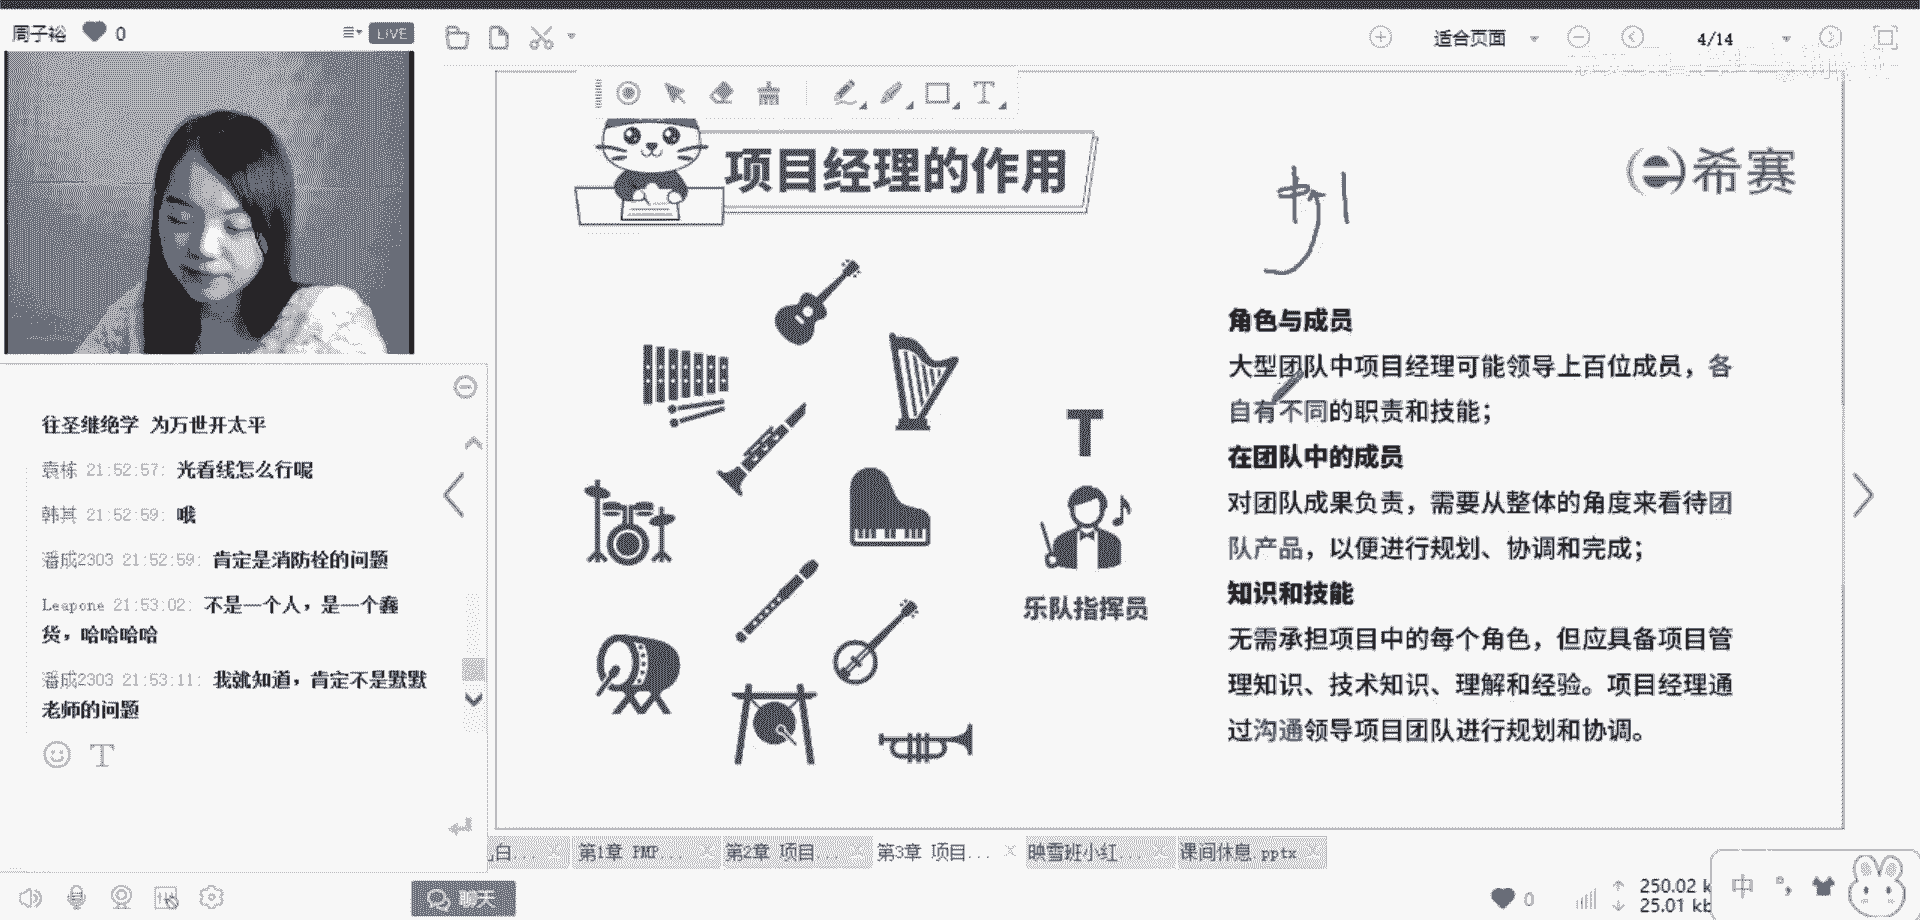 周子裕 0 LIVE
适合页面 4/14
项目经理的作用
希赛
T
乐队指挥员
角色与成员
大型团队中项目经理可能领导上百位成员，各
自有不同的职责和技能；
在团队中的成员
对团队成果负责，需要从整体的角度来看待团
队产品，以便进行规划、协调和完成；
知识和技能
无需承担项目中的每个角色，但应具备项目管
理知识、技术知识、理解和经验。项目经理通
过沟通领导项目团队进行规划和协调。
往圣继绝学 为万世开太平
袁栋 21:52:57: 光看线怎么行呢
韩其 21:52:59: 哦
潘成2303 21:52:59: 肯定是消防栓的问题
Leapone 21:53:02: 不是一个人，是一个蠢
货，哈哈哈哈
潘成2303 21:53:11: 我就知道，肯定不是默默
老师的问题
白... 第1章 PMP... 第2章 项目... 第3章 项目... 映雪班小红... 课间休息.pptx
聊天
0
250.02 k
25.01 kb
中